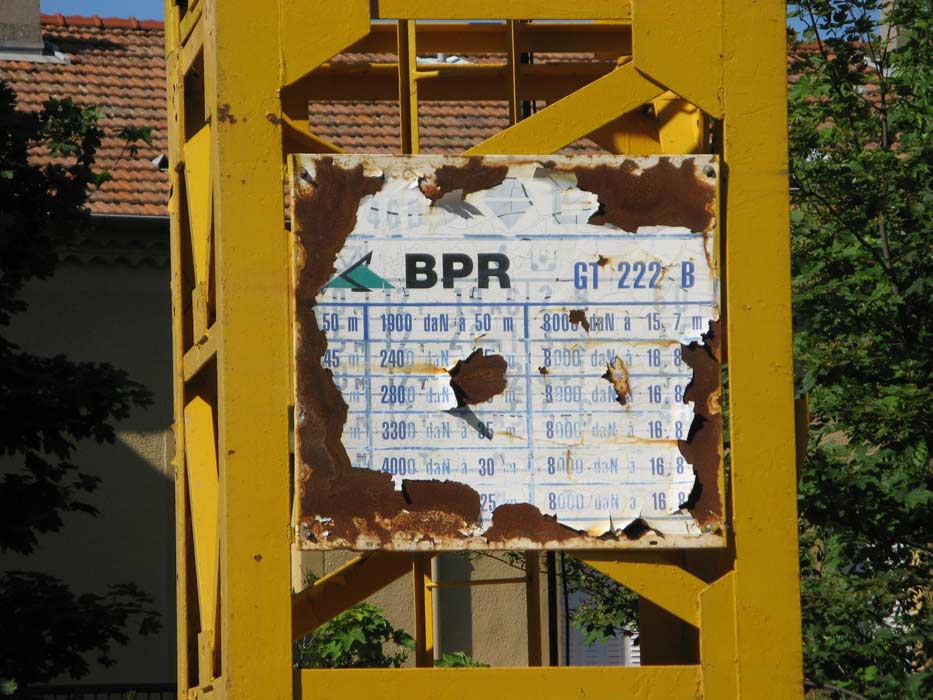 BPR GT 222 B
50 m 1900 daN à 50 m 8000 daN à 15, 7 m
45 m 2400 m 8000 daN à 16, 8
2800 m 8000 daN à 16, 8
m 3300 daN à 35 m 8000 daN à 16, 8
4000 daN à 30 m 8000 daN à 16, 8
25 m 8000 daN à 16, 8